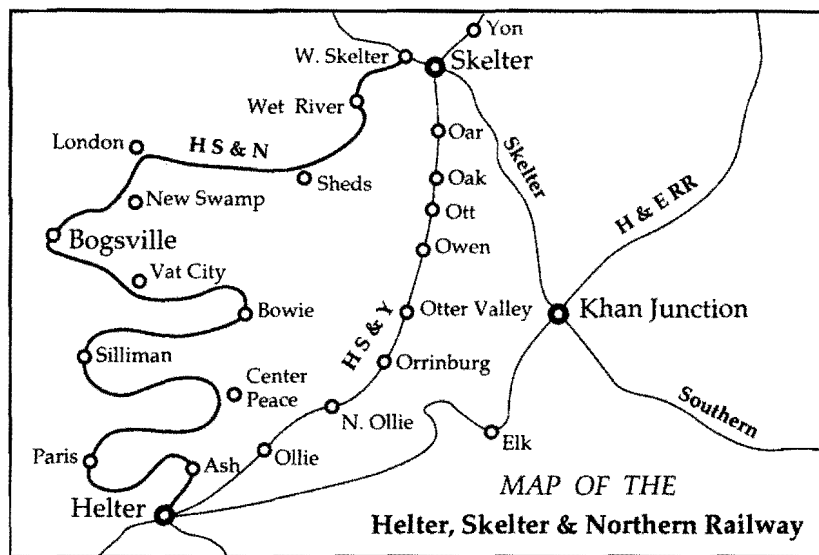 Yon
W. Skelter
Skelter
Wet River
London
H S & N
Oar
Skelter
Sheds
Oak
New Swamp
H & E RR
Ott
Bogsville
Owen
Vat City
Bowie
Otter Valley
Khan Junction
H S & Y
Silliman
Orrinburg
Center
Peace
Southern
N. Ollie
Elk
Paris
Ash
Ollie
Helter
MAP OF THE
Helter, Skelter & Northern Railway